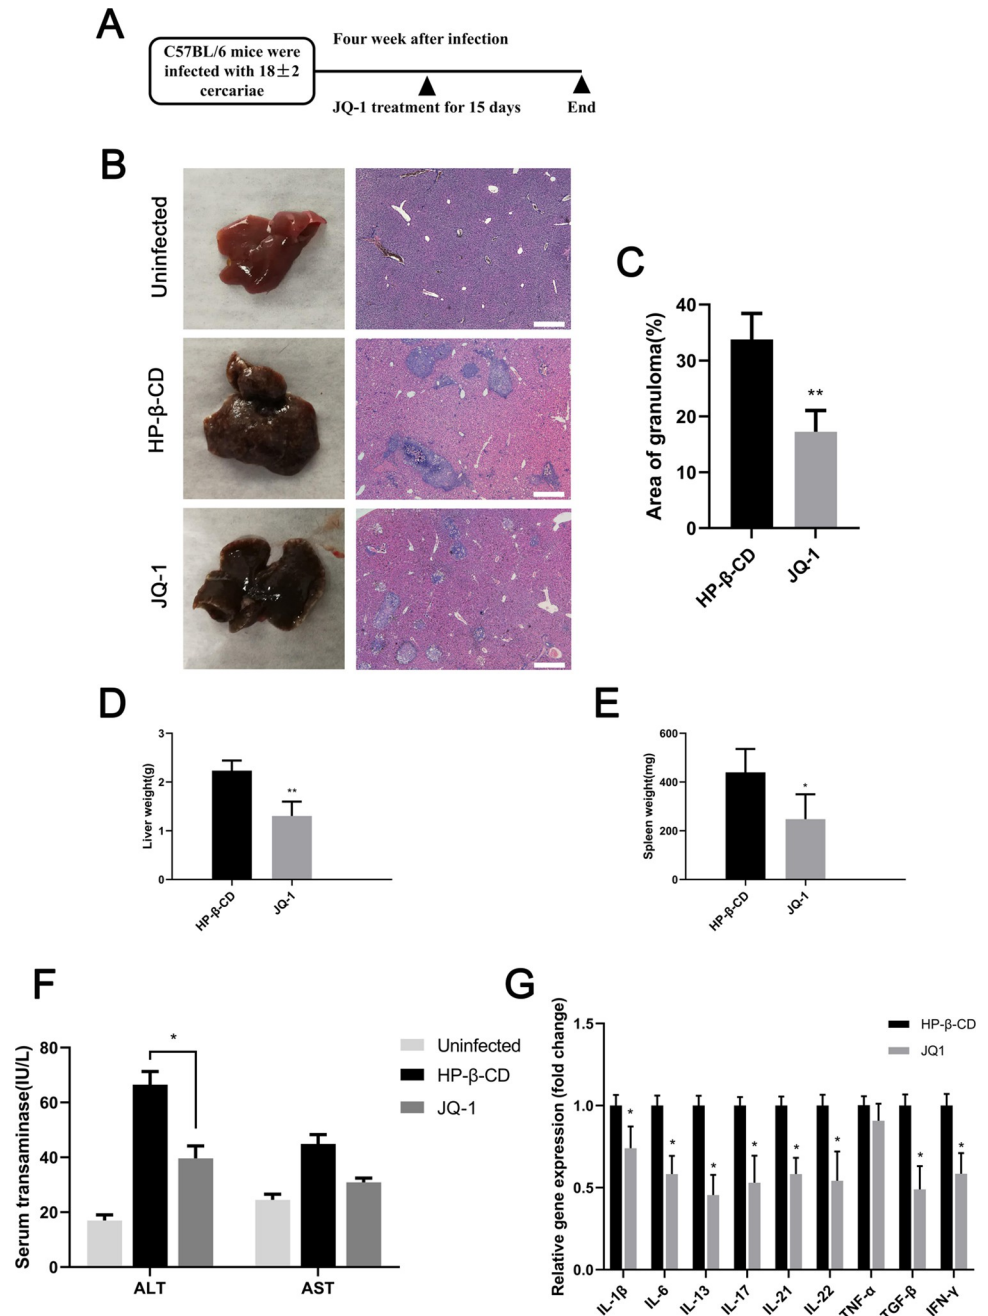 A
C57BL/6 mice were
infected with 18±2
cercariae
Four week after infection
JQ-1 treatment for 15 days
End
B
Uninfected
HP-β-CD
JQ-1
C
Area of granuloma(%)
40
30
20
10
0
**
HP-β-CD
JQ-1
D
Liver weight(g)
3
2
1
0
**
HP-β-CD
JQ-1
E
Spleen weight(mg)
600
400
200
0
*
HP-β-CD
JQ-1
F
Serum transaminase(IU/L)
80
60
40
20
0
*
ALT
AST
Uninfected
HP-β-CD
JQ-1
G
Relative gene expression (fold change)
1.5
1.0
0.5
0.0
HP-β-CD
JQ1
* * * * * * * *
IL-1β
IL-6
IL-13
IL-17
IL-21
IL-22
TNF-α
TGF-β
IFN-γ